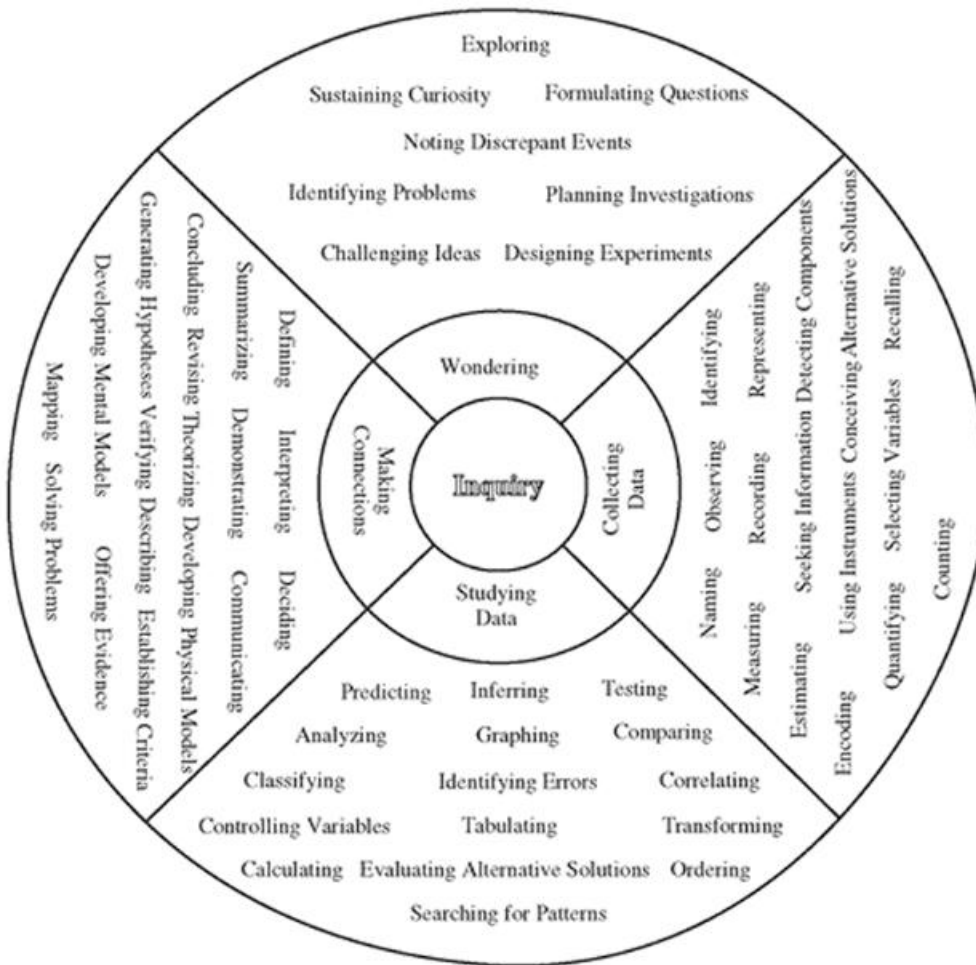 Exploring
Sustaining Curiosity Formulating Questions
Noting Discrepant Events
Identifying Problems Planning Investigations
Challenging Ideas Designing Experiments
Wondering
Defining Interpreting Deciding
Summarizing Demonstrating Communicating
Concluding Revising Theorizing Developing Physical Models
Generating Hypotheses Verifying Describing Establishing Criteria
Developing Mental Models Offering Evidence
Mapping Solving Problems
Making
Connections
Inquiry
Collecting
Data
Naming Observing Identifying
Measuring Recording Representing
Estimating Seeking Information Detecting Components
Encoding Using Instruments Conceiving Alternative Solutions
Quantifying Selecting Variables Recalling
Counting
Studying
Data
Predicting Inferring Testing
Analyzing Graphing Comparing
Classifying Identifying Errors Correlating
Controlling Variables Tabulating Transforming
Calculating Evaluating Alternative Solutions Ordering
Searching for Patterns